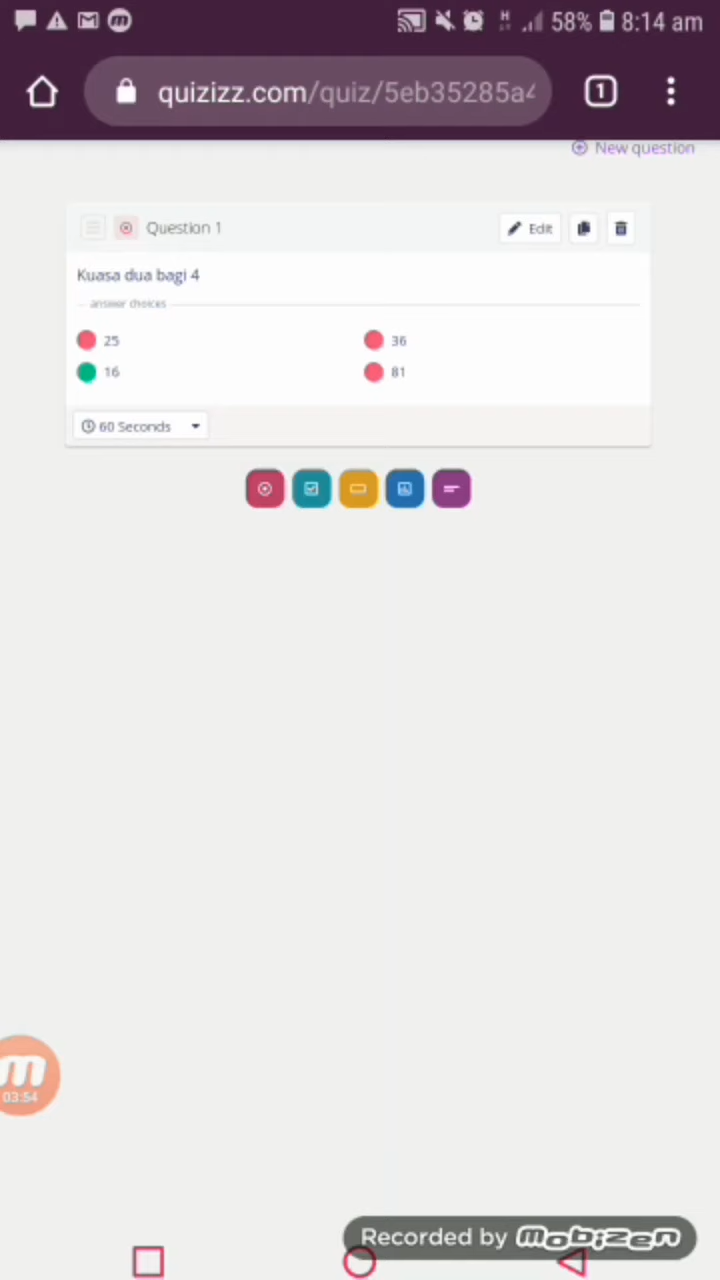 58% 8:14 am
quizizz.com/quiz/5eb35285a4
1
New question
Question 1
Edit
Kuasa dua bagi 4
answer choices
25
36
16
81
60 Seconds
03:54
Recorded by mobizen